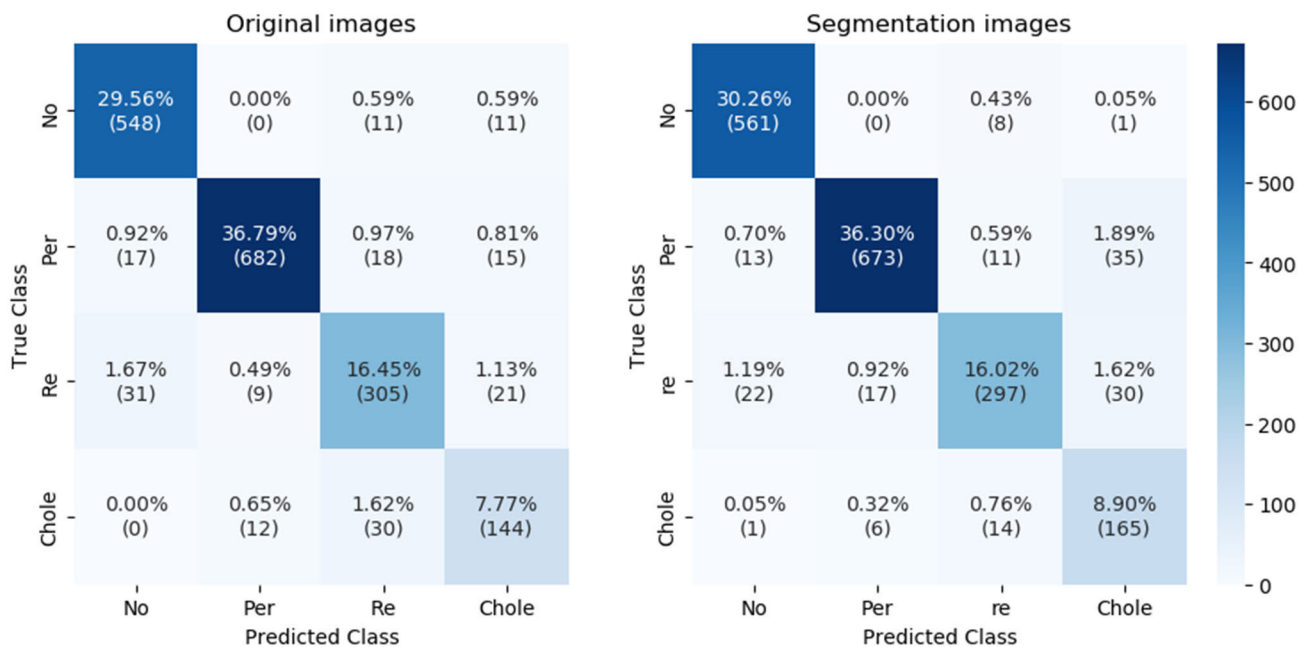 Original images
True Class
No
29.56% 0.00% 0.59% 0.59%
(548) (0) (11) (11)
Per
0.92% 36.79% 0.97% 0.81%
(17) (682) (18) (15)
Re
1.67% 0.49% 16.45% 1.13%
(31) (9) (305) (21)
Chole
0.00% 0.65% 1.62% 7.77%
(0) (12) (30) (144)
No Per Re Chole
Predicted Class
Segmentation images
True Class
No
30.26% 0.00% 0.43% 0.05%
(561) (0) (8) (1)
Per
0.70% 36.30% 0.59% 1.89%
(13) (673) (11) (35)
re
1.19% 0.92% 16.02% 1.62%
(22) (17) (297) (30)
Chole
0.05% 0.32% 0.76% 8.90%
(1) (6) (14) (165)
No Per re Chole
Predicted Class
600
500
400
300
200
100
0